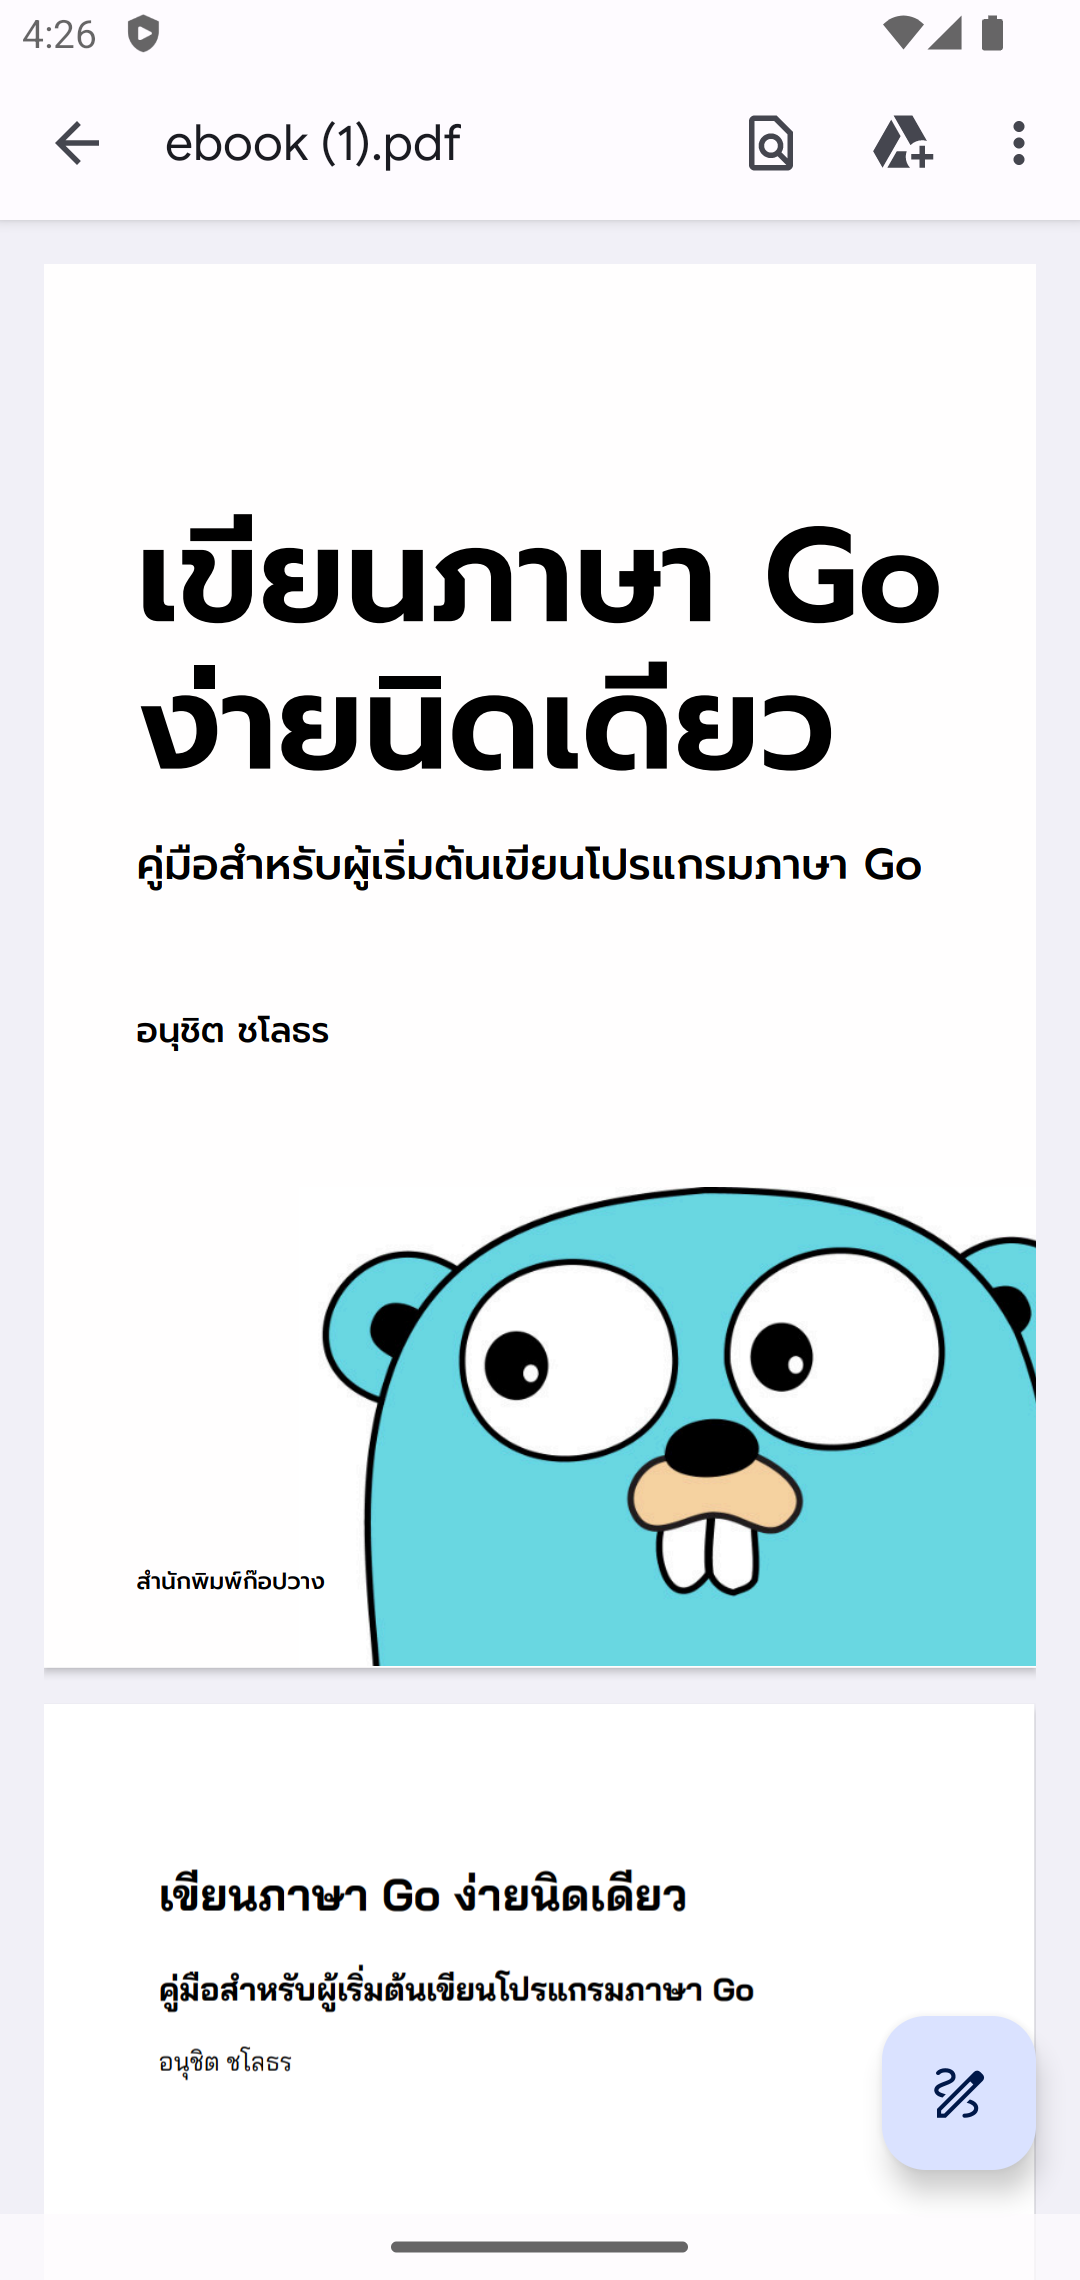 4:26
ebook (1).pdf
เขียนภาษา Go
ง่ายนิดเดียว
คู่มือสำหรับผู้เริ่มต้นเขียนโปรแกรมภาษา Go
อนุชิต ชโลธร
สำนักพิมพ์ก๊อปวาง
เขียนภาษา Go ง่ายนิดเดียว
คู่มือสำหรับผู้เริ่มต้นเขียนโปรแกรมภาษา Go
อนุชิต ชโลธร